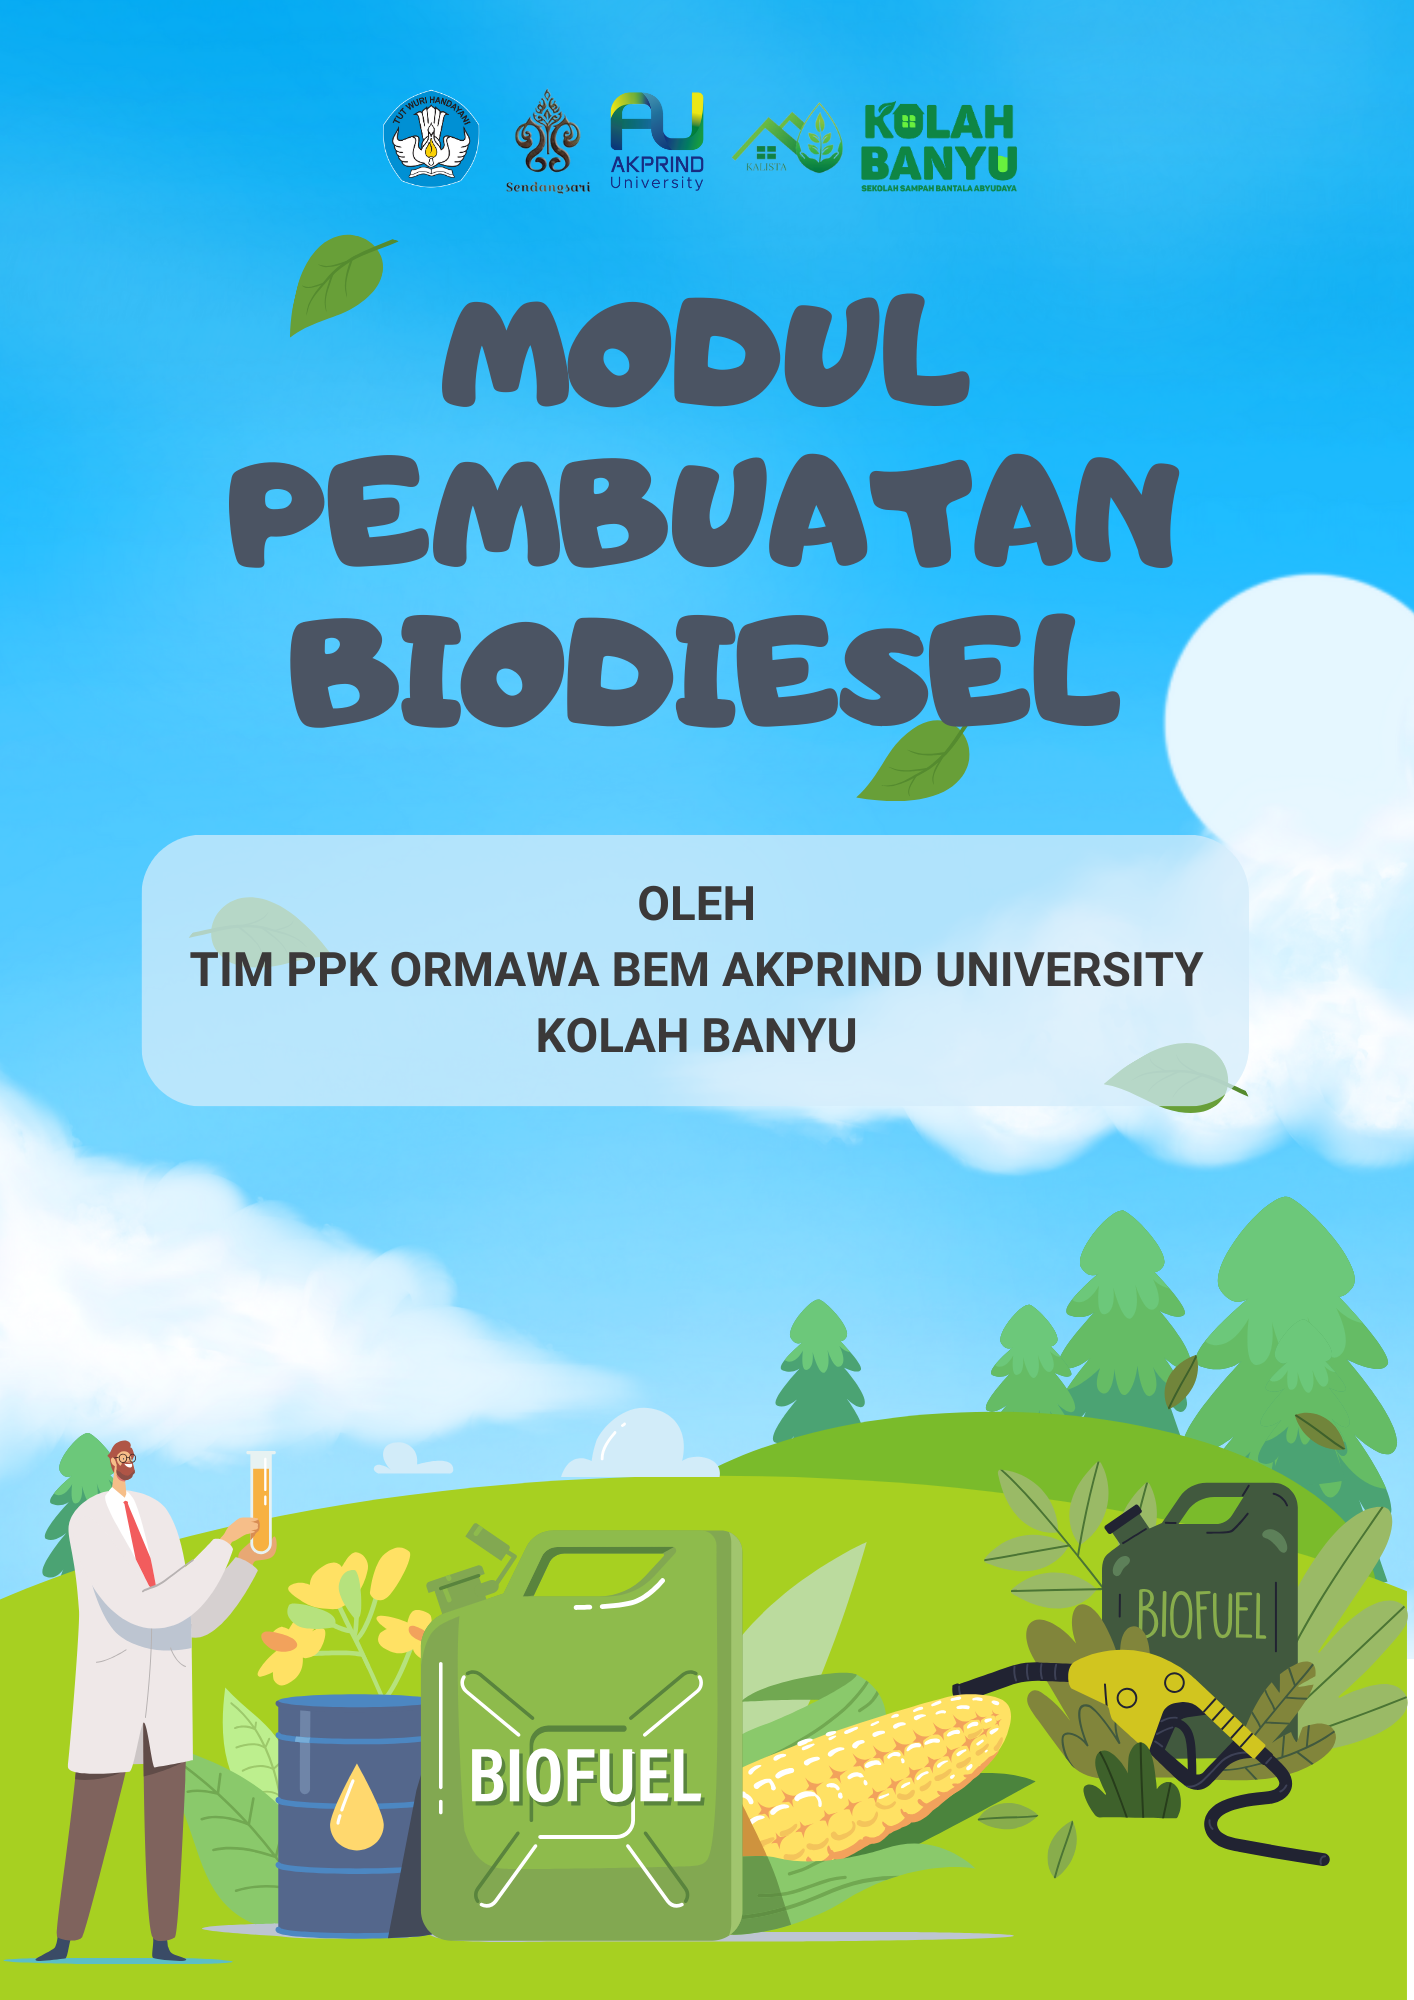 TUT WURI HANDAYANI
Sendangsari
AKPRIND
University
KALISTA
KOLAH
BANYU
SEKOLAH SAMPAH BANTALA ABYUDAYA
MODUL
PEMBUATAN
BIODIESEL
OLEH
TIM PPK ORMAWA BEM AKPRIND UNIVERSITY
KOLAH BANYU
BIOFUEL
BIOFUEL